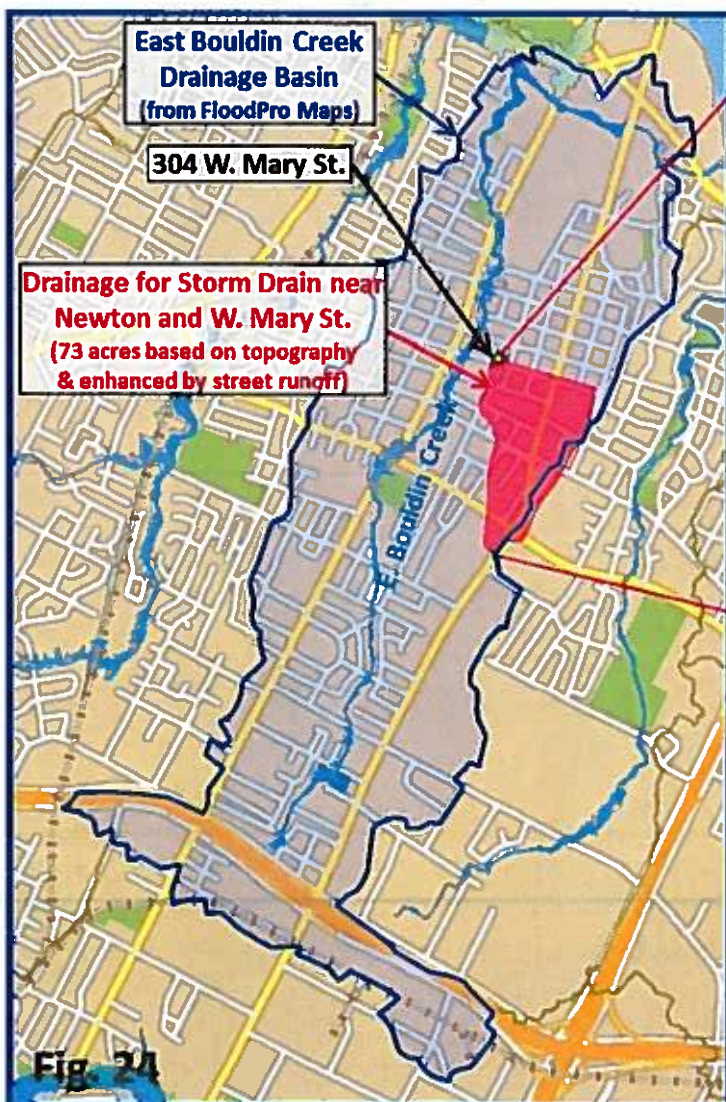 East Bouldin Creek
Drainage Basin
(from FloodPro Maps)
304 W. Mary St.
Drainage for Storm Drain near
Newton and W. Mary St.
(73 acres based on topography
& enhanced by street runoff)
E. Bouldin Creek
Fig. 24